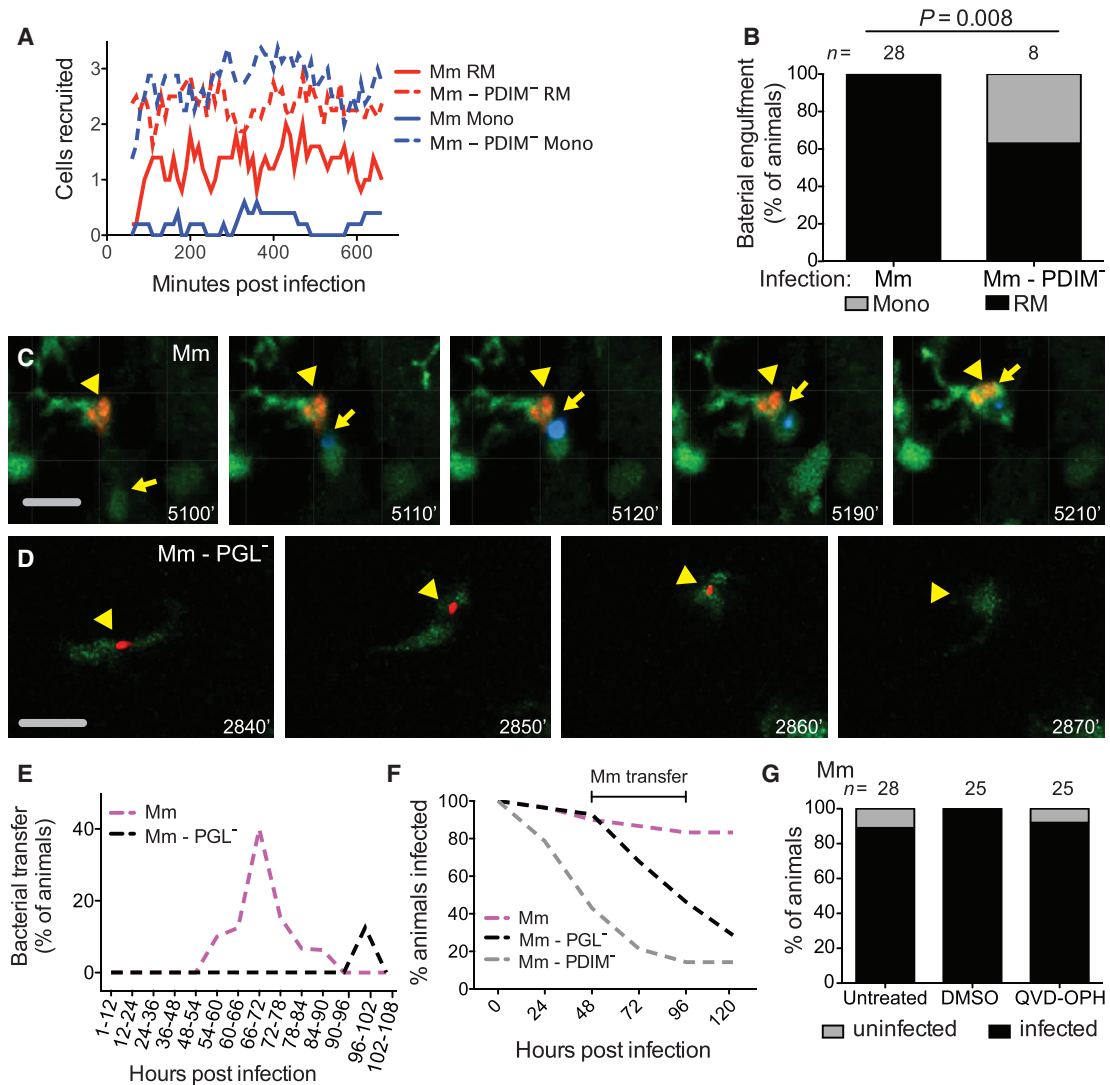 A
Cells recruited
3
2
1
0
0
200
400
600
Minutes post infection
Mm RM
Mm – PDIM⁻ RM
Mm Mono
Mm – PDIM⁻ Mono
B
P = 0.008
n = 28 8
Baterial engulfment
(% of animals)
100
80
60
40
20
0
Infection: Mm Mm - PDIM⁻
Mono RM
C
Mm
5100'
5110'
5120'
5190'
5210'
D
Mm - PGL⁻
2840'
2850'
2860'
2870'
E
Bacterial transfer
(% of animals)
40
20
0
Mm
Mm - PGL⁻
1-12
12-24
24-36
36-48
48-54
54-60
60-66
66-72
72-78
78-84
84-90
90-96
96-102
102-108
Hours post infection
F
Mm transfer
% animals infected
100
80
60
40
20
0
Mm
Mm - PGL⁻
Mm - PDIM⁻
0
24
48
72
96
120
Hours post infection
G
Mm
n = 28 25 25
% of animals
100
80
60
40
20
0
Untreated DMSO QVD-OPH
uninfected infected